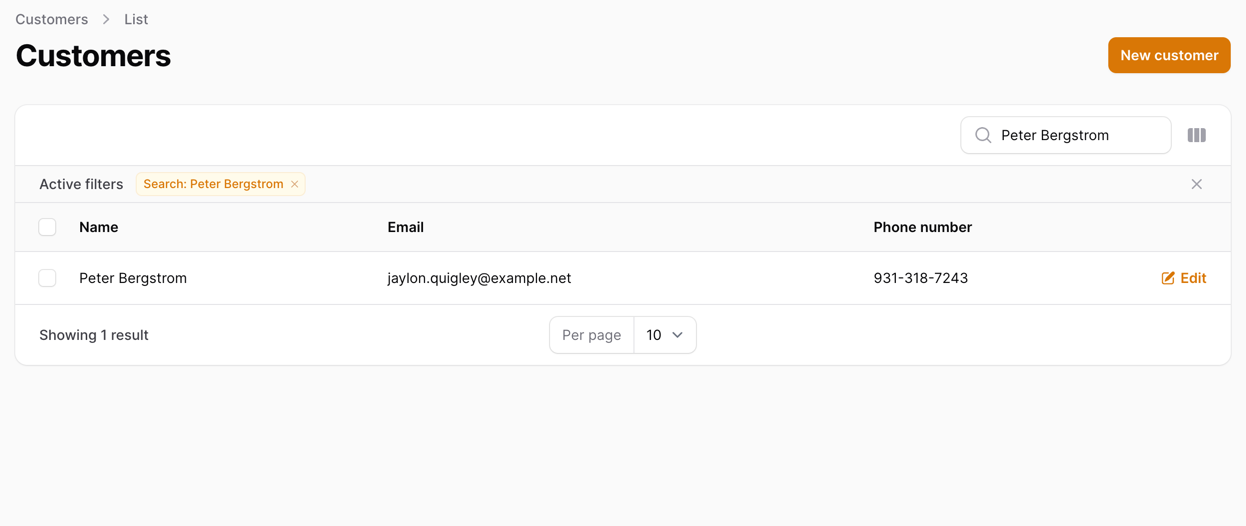 Customers > List
Customers
New customer
Peter Bergstrom
Active filters Search: Peter Bergstrom ×
Name Email Phone number
Peter Bergstrom jaylon.quigley@example.net 931-318-7243 Edit
Showing 1 result Per page 10